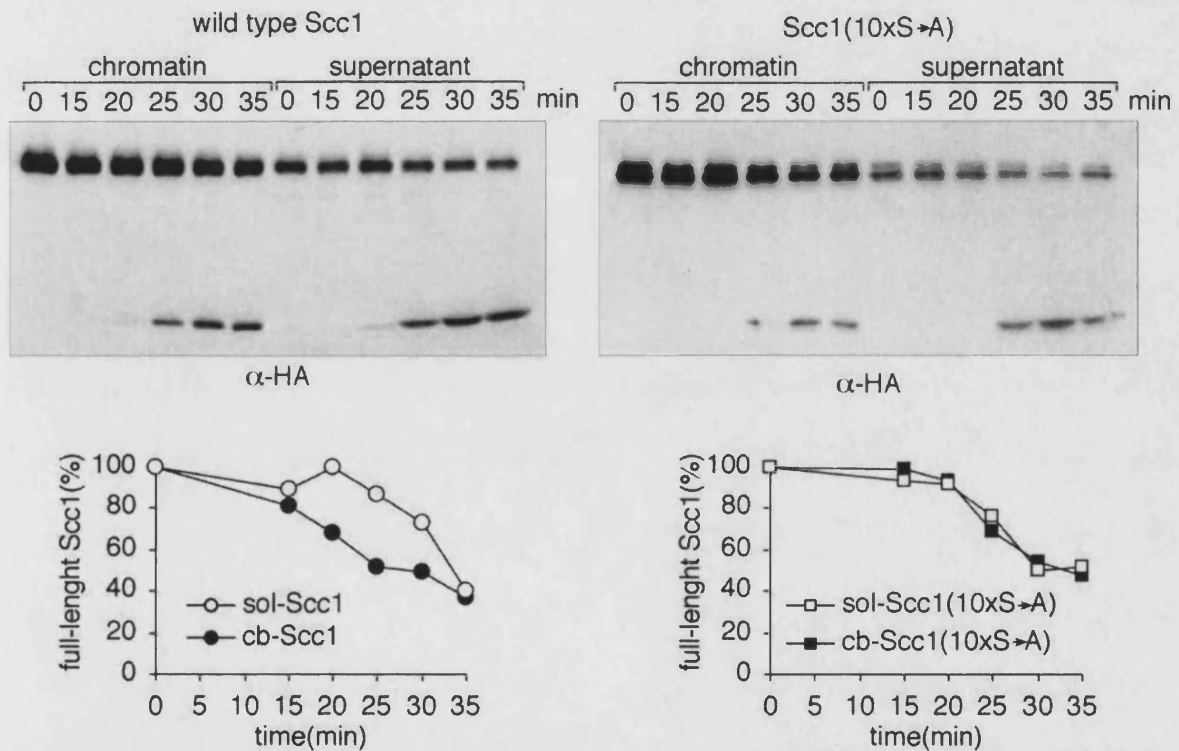 wild type Scc1
chromatin supernatant
0 15 20 25 30 35 0 15 20 25 30 35 min
α-HA
Scc1(10xS→A)
chromatin supernatant
0 15 20 25 30 35 0 15 20 25 30 35 min
α-HA
full-lenght Scc1(%)
100
80
60
40
20
0
sol-Scc1
cb-Scc1
0 5 10 15 20 25 30 35
time(min)
full-lenght Scc1(%)
100
80
60
40
20
0
sol-Scc1(10xS→A)
cb-Scc1(10xS→A)
0 5 10 15 20 25 30 35
time(min)